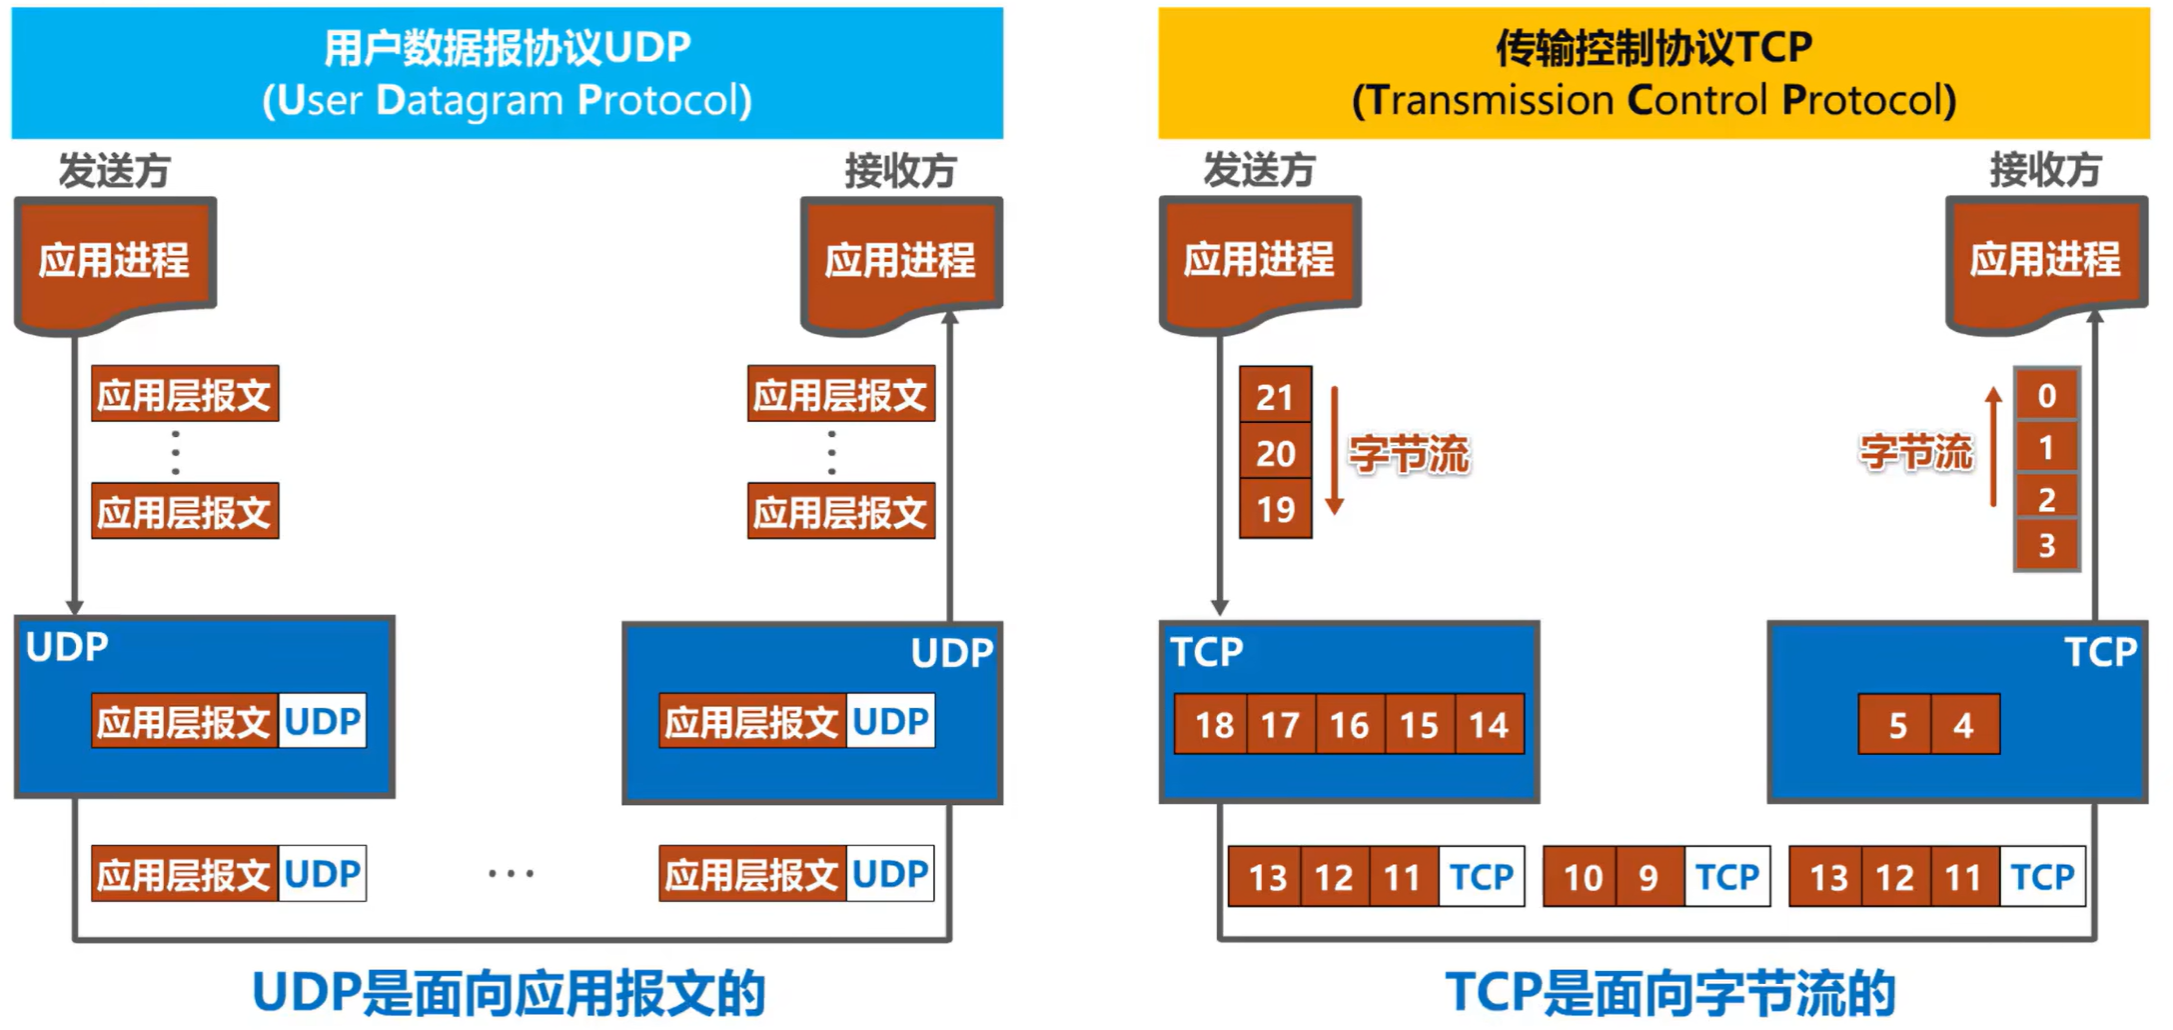 用户数据报协议UDP
(User Datagram Protocol)
发送方
接收方
应用进程
应用进程
应用层报文
应用层报文
应用层报文
应用层报文
UDP
UDP
应用层报文 UDP
应用层报文 UDP
应用层报文 UDP
...
应用层报文 UDP
UDP是面向应用报文的
传输控制协议TCP
(Transmission Control Protocol)
发送方
接收方
应用进程
应用进程
21
20
19
字节流
字节流
0
1
2
3
TCP
TCP
18 17 16 15 14
5 4
13 12 11 TCP
10 9 TCP
13 12 11 TCP
TCP是面向字节流的